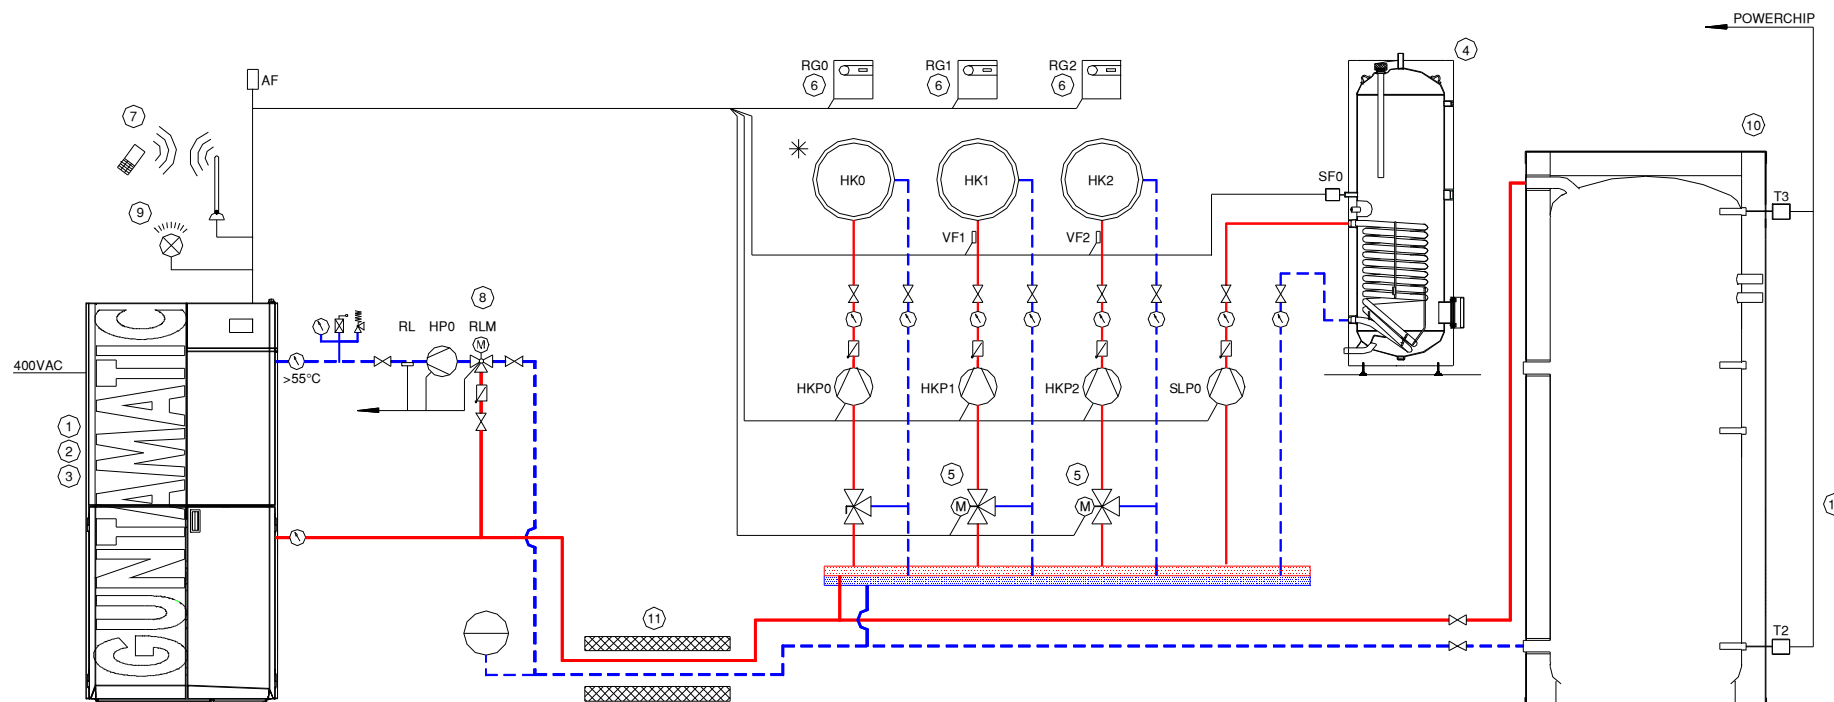 POWERCHIP
4
RG0
RG1
RG2
AF
6
6
6
7
10
HK0
HK1
HK2
SF0
T3
9
VF1
VF2
8
RL
HP0
RLM
M
400VAC
>55°C
HKP0
HKP1
HKP2
SLP0
1
2
3
5
5
M
M
GUNTAMATIC
11
T2